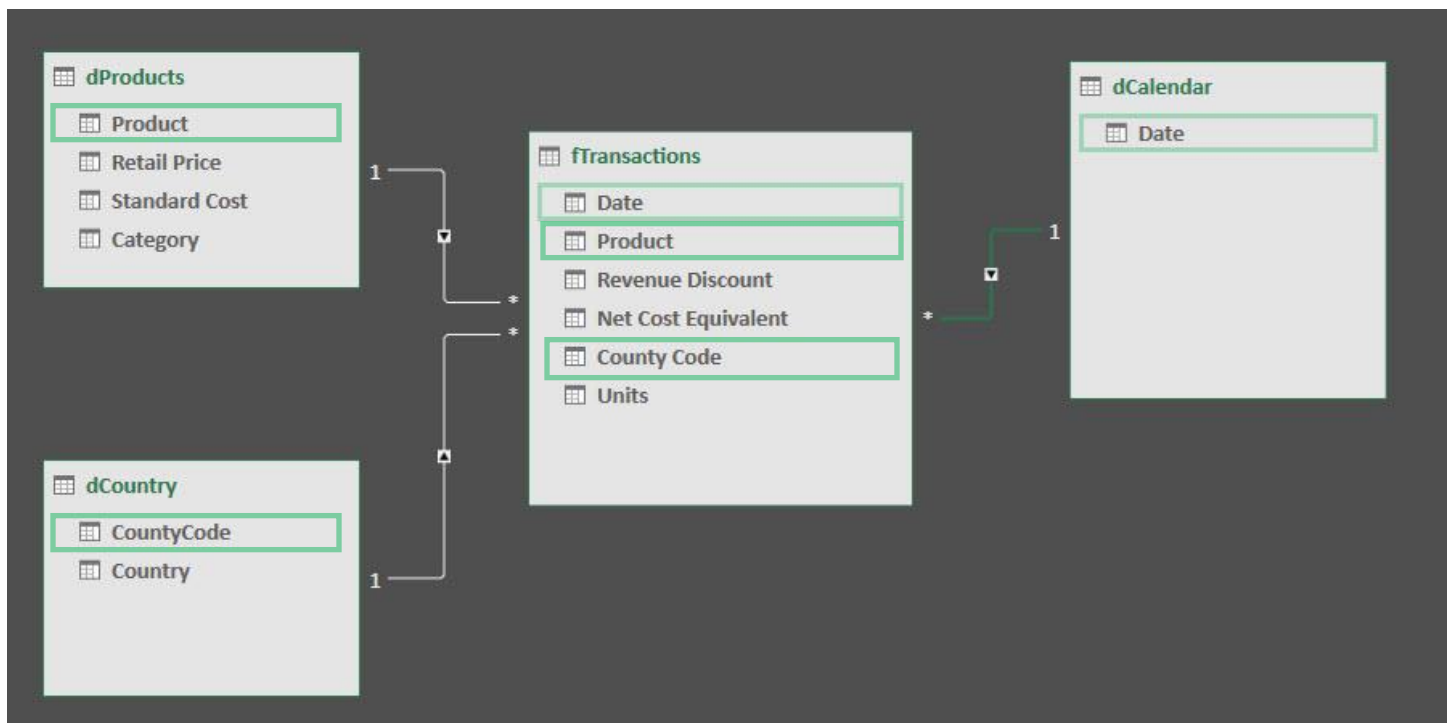 dProducts
Product
Retail Price
Standard Cost
Category
1
*
fTransactions
Date
Product
Revenue Discount
Net Cost Equivalent
County Code
Units
*
1
dCalendar
Date
*
1
dCountry
CountyCode
Country